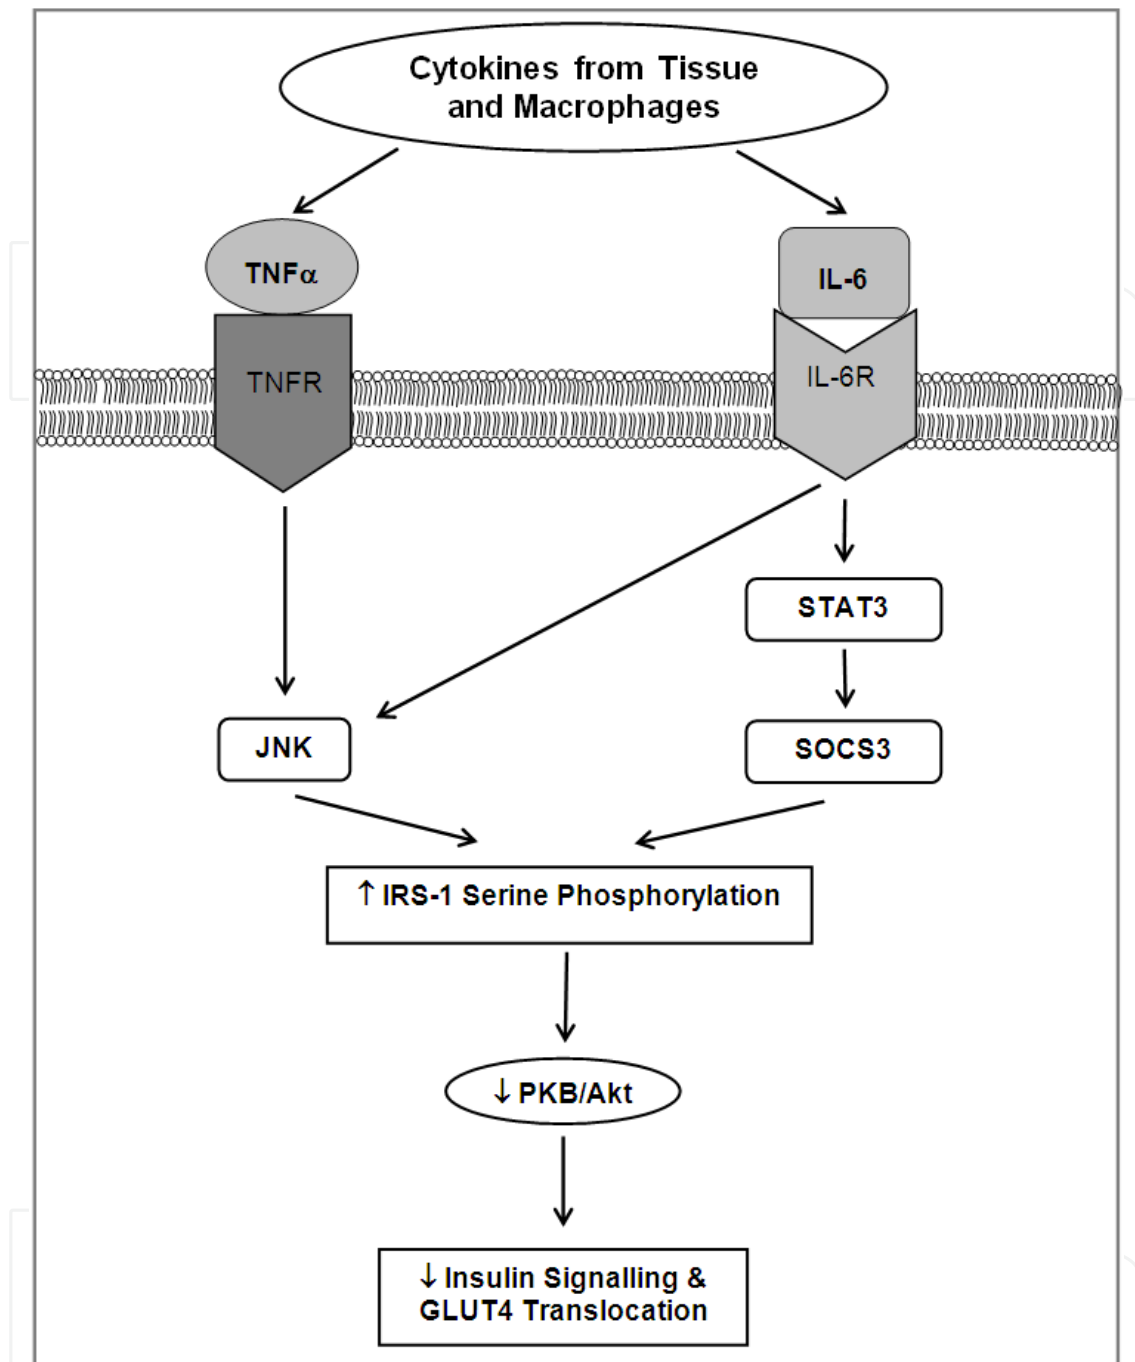 Cytokines from Tissue
and Macrophages
TNFα
IL-6
TNFR
IL-6R
STAT3
JNK
SOCS3
↑ IRS-1 Serine Phosphorylation
↓ PKB/Akt
↓ Insulin Signalling &
GLUT4 Translocation